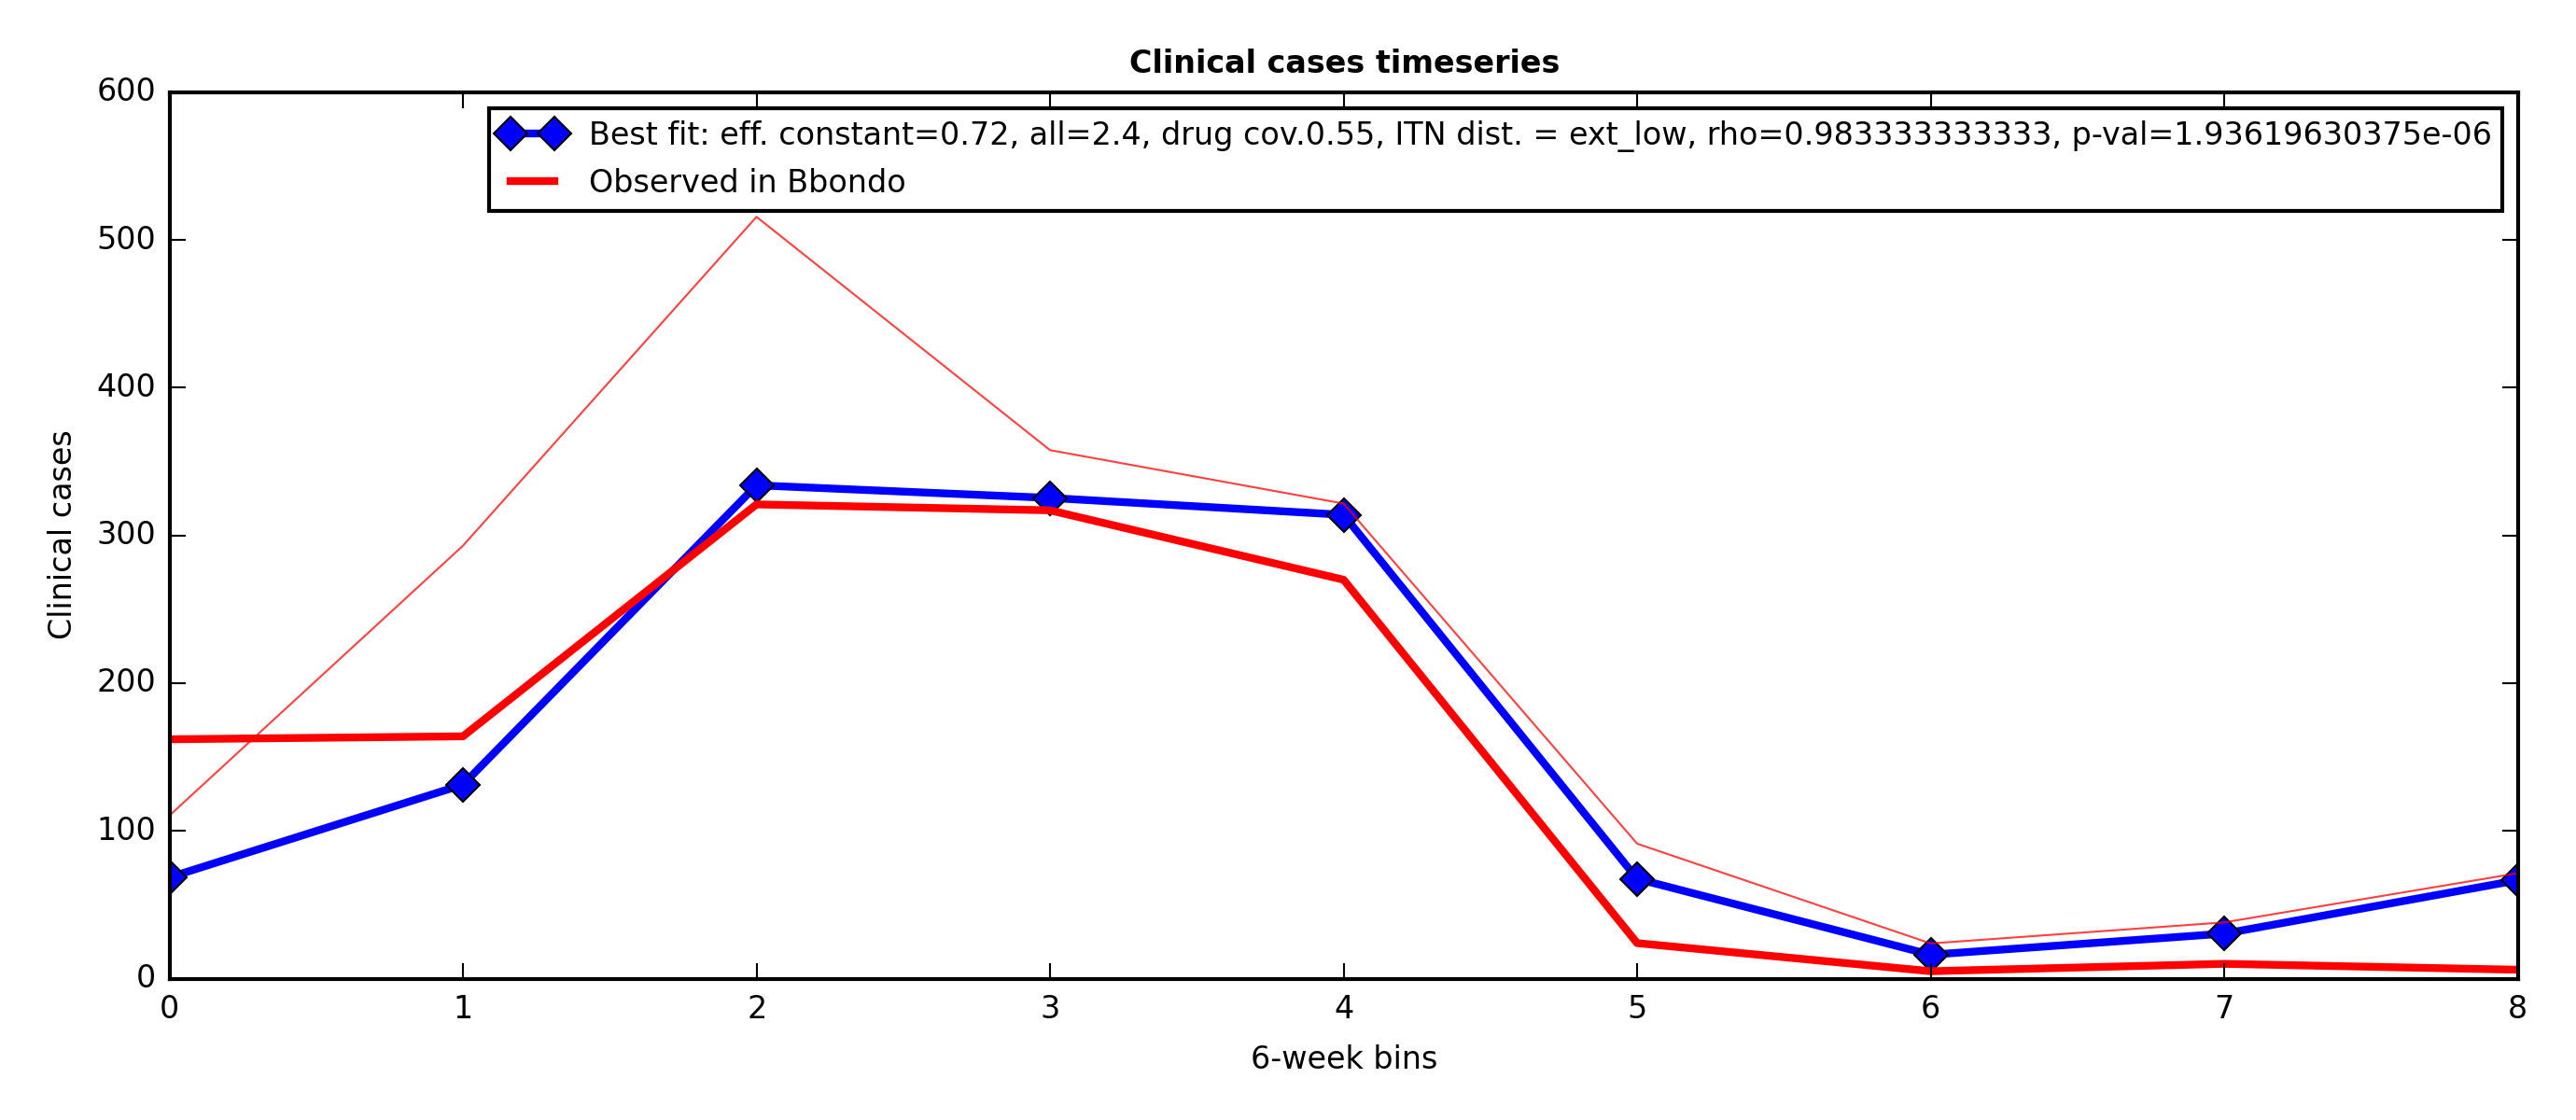 Clinical cases timeseries
Best fit: eff. constant=0.72, all=2.4, drug cov.0.55, ITN dist. = ext_low, rho=0.983333333333, p-val=1.93619630375e-06
Observed in Bbondo
Clinical cases
600
500
400
300
200
100
0
0 1 2 3 4 5 6 7 8
6-week bins